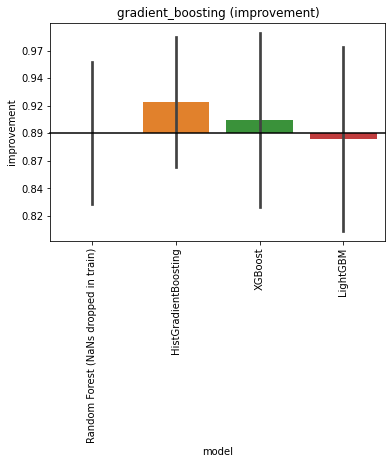 gradient_boosting (improvement)
0.97
0.94
0.92
0.89
0.87
0.84
0.82
improvement
Random Forest (NaNs dropped in train)
HistGradientBoosting
XGBoost
LightGBM
model